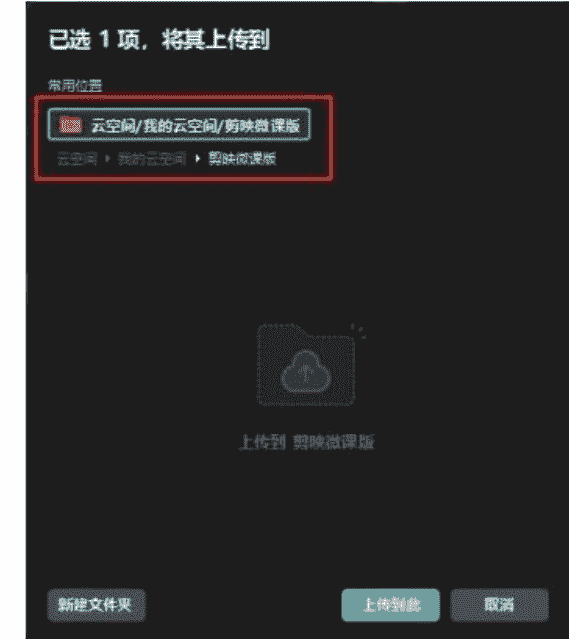 已选 1 项，将其上传到
常用位置
云空间/我的云空间/剪映微课版
云空间 ▸ 我的云空间 ▸ 剪映微课版
上传到 剪映微课版
新建文件夹
上传到此
取消